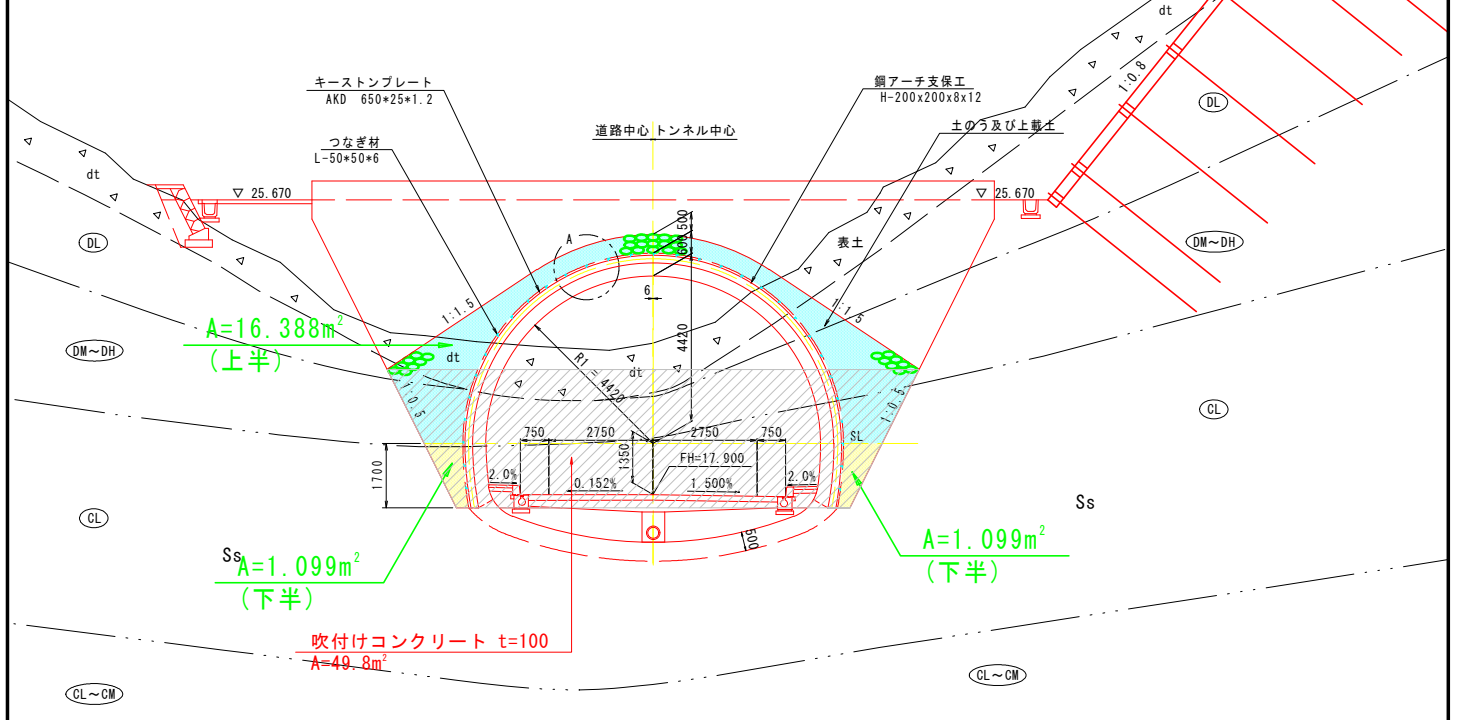 dt
キーストンプレート
AKD 650*25*1.2
鋼アーチ支保工
H-200x200x8x12
1:0.8
DL
道路中心
トンネル中心
土のう及び上載土
つなぎ材
L-50*50*6
dt
▽ 25.670
▽ 25.670
500
600
A
表土
DL
DM~DH
6
1:1.5
1:1.5
A=16.388m²
(上半)
4420
DM~DH
dt
dt
R1 = 4420
1:0.5
1:0.5
CL
750
2750
2750
750
SL
1350
FH=17.900
1700
2.0%
0.152%
1.500%
2.0%
CL
Ss
500
Ss
A=1.099m²
(下半)
A=1.099m²
(下半)
吹付けコンクリート t=100
A=49.8m²
CL~CM
CL~CM